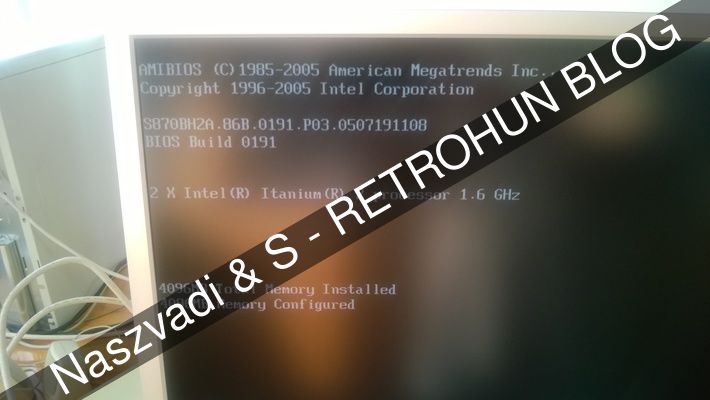 AMIBIOS (C)1985-2005 American Megatrends Inc.,
Copyright 1996-2005 Intel Corporation
S870BH2A.86B.0191.P03.0507191108
BIOS Build 0191
2 X Intel(R) Itanium(R) Processor 1.6 GHz
Total Memory Installed
Memory Configured
Naszvadi & S - RETROHUN BLOG